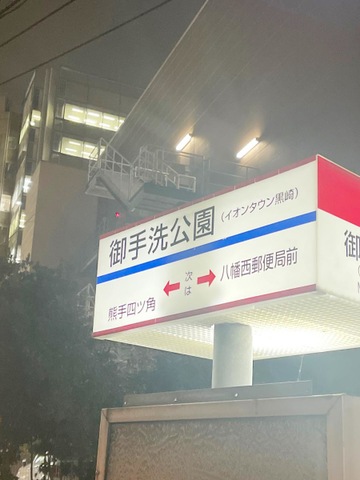 御手洗公園（イオンタウン黒崎）
熊手四ツ角 ← 次は → 八幡西郵便局前
御